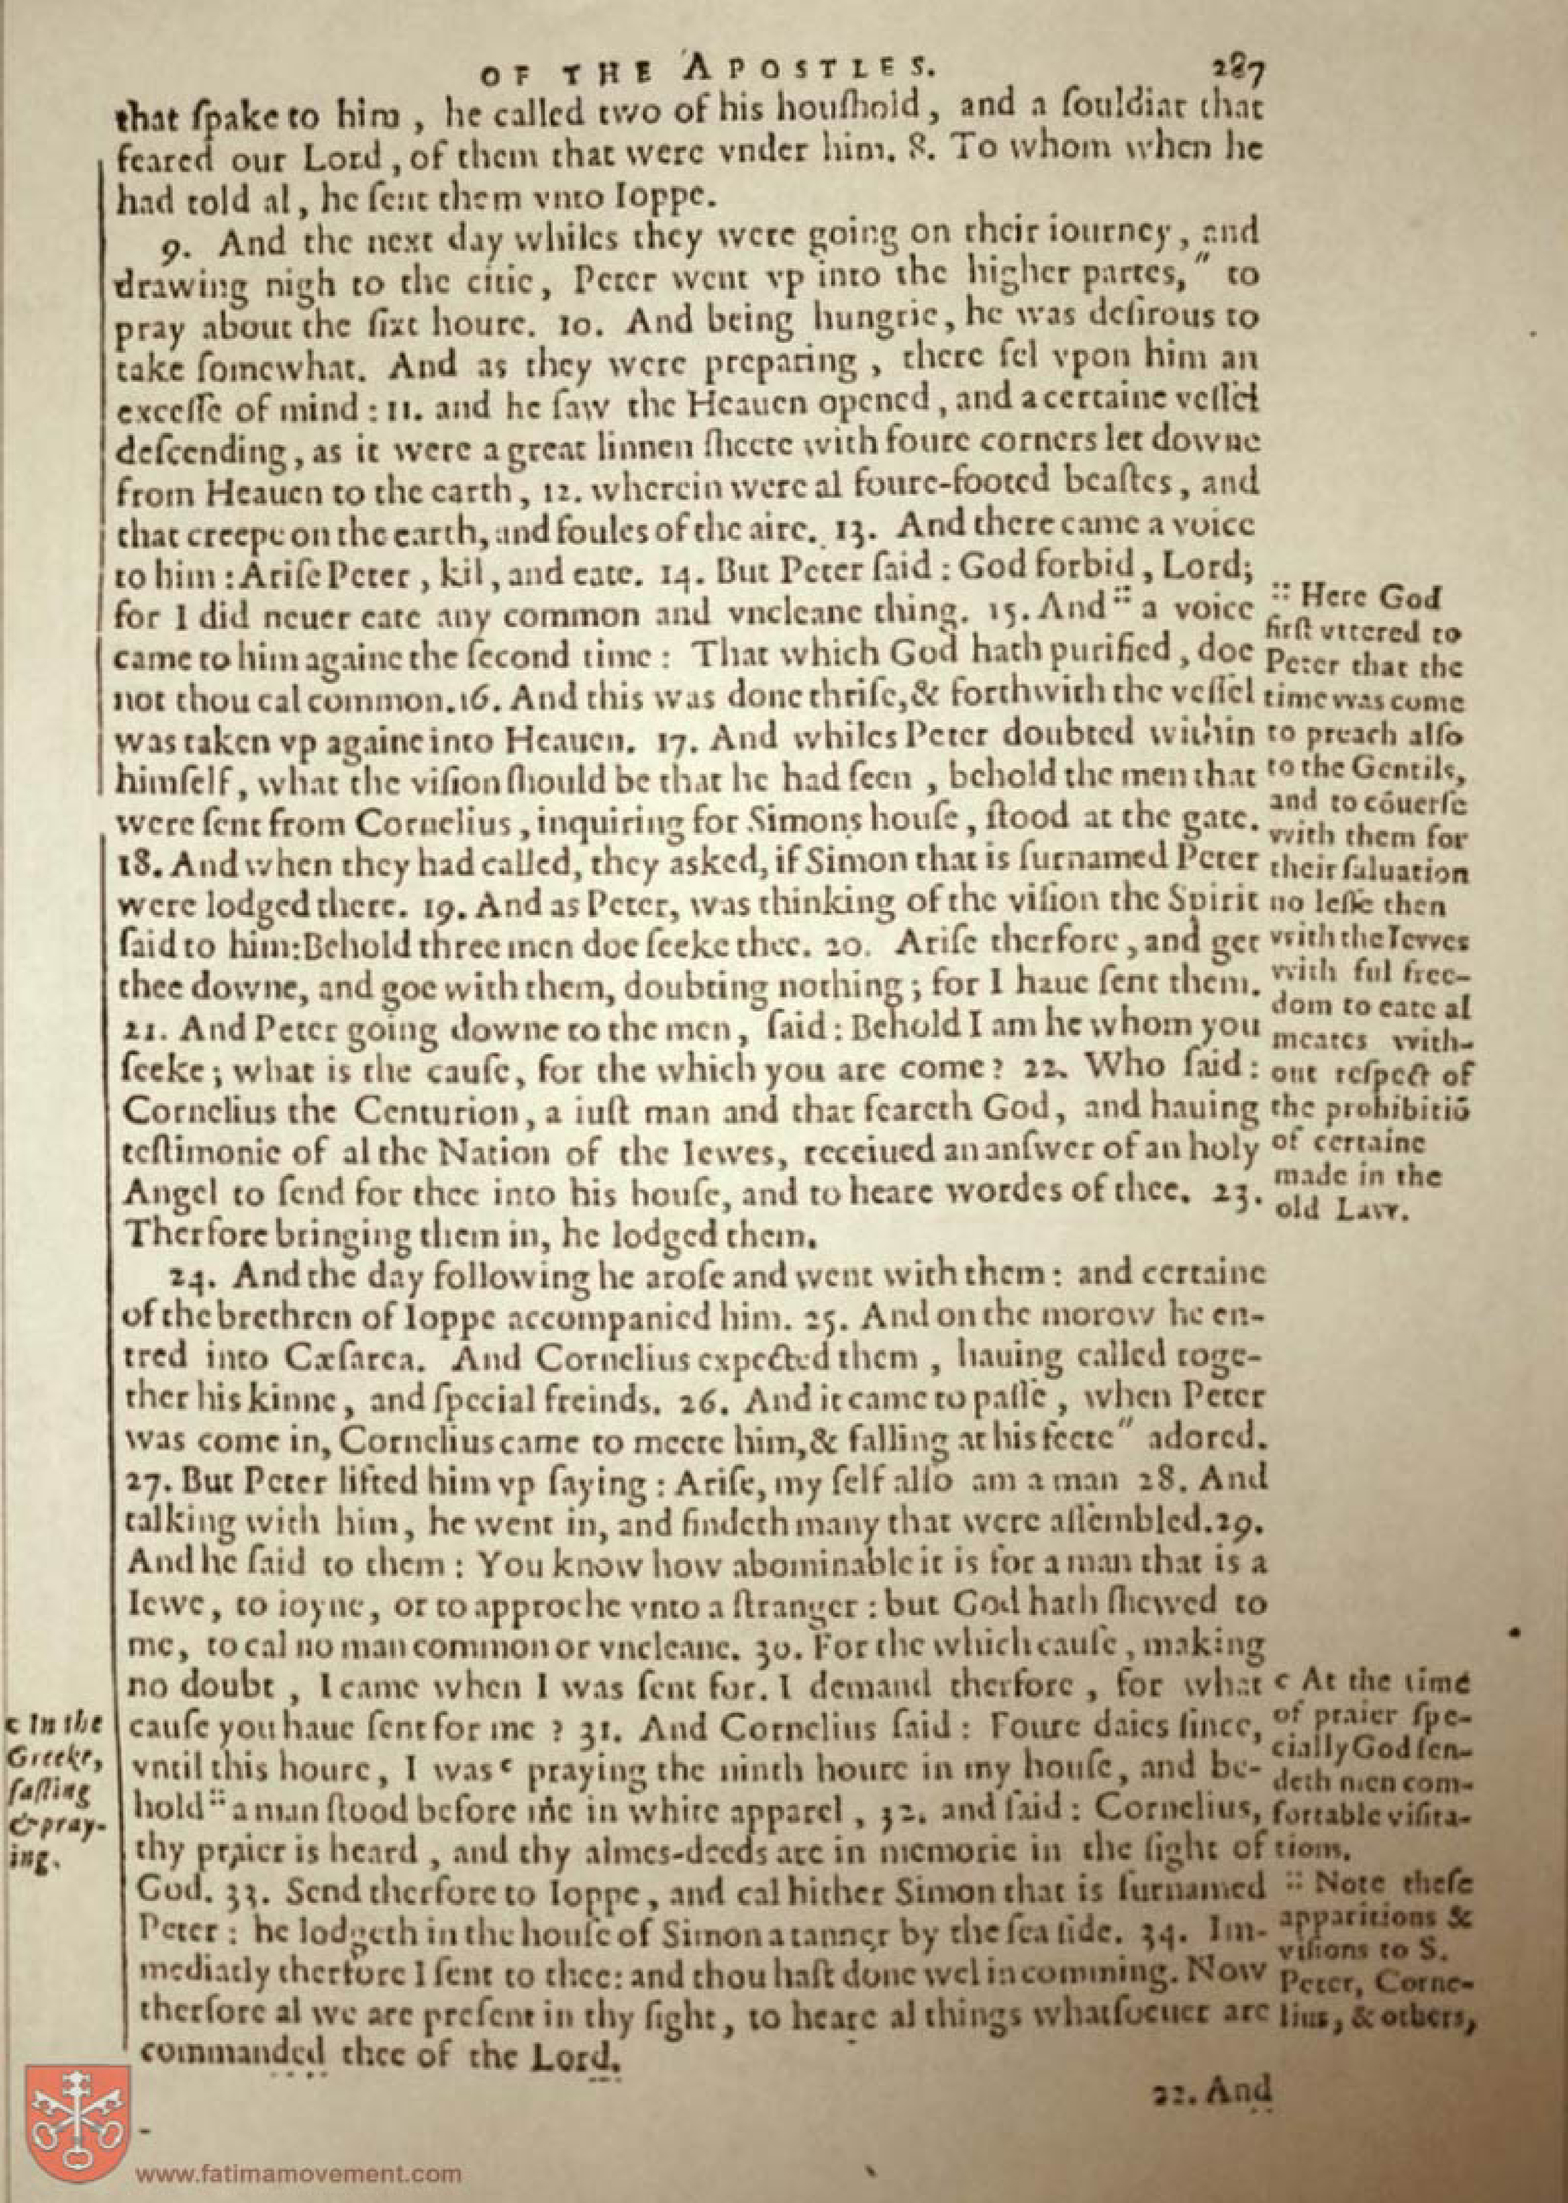 OF THE APOSTLES. 287
that ſpake to him , he called two of his houſhold , and a ſouldiar that
feared our Lord , of them that were vnder him. 8. To whom when he
had told al , he ſent them vnto Ioppe.
9. And the next day whiles they were going on their iourney , and
drawing nigh to the citie , Peter went vp into the higher partes, " to
pray about the ſixt houre. 10. And being hungrie , he was deſirous to
take ſomewhat. And as they were preparing , there fel vpon him an
exceſſe of mind : 11. and he ſaw the Heauen opened , and a certaine veſſel
deſcending , as it were a great linnen ſheete with foure corners let downe
from Heauen to the earth , 12. wherein were al foure-footed beaſtes , and
that creepe on the earth, and foules of the aire. 13. And there came a voice
to him : Ariſe Peter , kil , and eate. 14. But Peter ſaid : God forbid , Lord;
for I did neuer eate any common and vncleane thing. 15. And :: a voice
came to him againe the ſecond time : That which God hath purified , doe
not thou cal common. 16. And this was done thriſe, & forthwith the veſſel
was taken vp againe into Heauen. 17. And whiles Peter doubted within
himſelf , what the viſion ſhould be that he had ſeen , behold the men that
were ſent from Cornelius , inquiring for Simons houſe , ſtood at the gate.
18. And when they had called, they asked, if Simon that is ſurnamed Peter
were lodged there. 19. And as Peter, was thinking of the viſion the Spirit
ſaid to him: Behold three men doe ſeeke thee. 20. Ariſe therfore , and get
thee downe, and goe with them, doubting nothing ; for I haue ſent them.
21. And Peter going downe to the men, ſaid : Behold I am he whom you
ſeeke ; what is the cauſe, for the which you are come? 22. Who ſaid :
Cornelius the Centurion, a iuſt man and that feareth God, and hauing
teſtimonie of al the Nation of the Iewes, receiued an anſwer of an holy
Angel to ſend for thee into his houſe, and to heare wordes of thee. 23.
Therfore bringing them in, he lodged them.
24. And the day following he aroſe and went with them : and certaine
of the brethren of Ioppe accompanied him. 25. And on the morow he en-
tred into Cæſarea. And Cornelius expected them , hauing called toge-
ther his kinne , and ſpecial freinds. 26. And it came to paſſe , when Peter
was come in, Cornelius came to meete him, & falling at his feete " adored.
27. But Peter lifted him vp ſaying : Ariſe, my ſelf alſo am a man 28. And
talking with him , he went in, and findeth many that were aſſembled. 29.
And he ſaid to them : You know how abominable it is for a man that is a
Iewe , to ioyne , or to approche vnto a ſtranger : but God hath ſhewed to
me, to cal no man common or vncleane. 30. For the which cauſe , making
no doubt , I came when I was ſent for. I demand therfore , for what
cauſe you haue ſent for me ? 31. And Cornelius ſaid : Foure daies ſince,
vntil this houre , I was c praying the ninth houre in my houſe, and be-
hold :: a man ſtood before me in white apparel , 32. and ſaid : Cornelius,
thy praier is heard , and thy almes-deeds are in memorie in the ſight of
God. 33. Send therfore to Ioppe , and cal hither Simon that is ſurnamed
Peter : he lodgeth in the houſe of Simon a tanner by the ſea ſide. 34. Im-
mediatly therfore I ſent to thee: and thou haſt done wel in comming. Now
therfore al we are preſent in thy ſight , to heare al things whatſoeuer are
commanded thee of the Lord.
22. And
:: Here God
firſt vttered to
Peter that the
time was come
to preach alſo
to the Gentils,
and to cōuerſe
with them for
their ſaluation
no leſſe then
with the Iewes
with ful free-
dom to eate al
meates with-
out reſpect of
the prohibitiō
of certaine
made in the
old Law.
c At the time
of praier ſpe-
cially God ſen-
deth men com-
fortable viſita-
tions.
:: Note theſe
apparitions &
viſions to S.
Peter, Corne-
lius, & others,
c In the
Greeke,
faſting
& pray-
ing.
www.fatimamovement.com